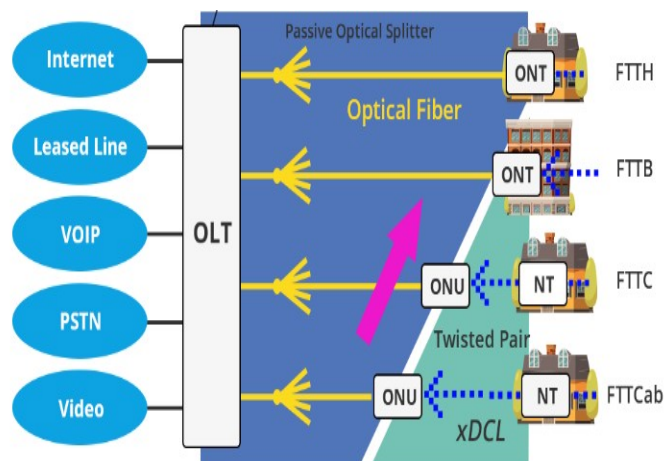 Passive Optical Splitter
Internet
ONT
FTTH
Optical Fiber
Leased Line
ONT
FTTB
VOIP
OLT
ONU
NT
FTTC
PSTN
Twisted Pair
Video
ONU
NT
FTTCab
xDCL